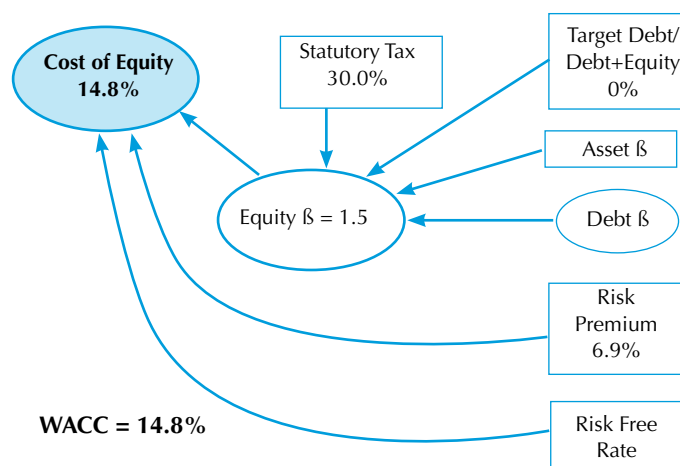 Cost of Equity
14.8%
Statutory Tax
30.0%
Target Debt/
Debt+Equity
0%
Asset ß
Equity ß = 1.5
Debt ß
Risk
Premium
6.9%
WACC = 14.8%
Risk Free
Rate